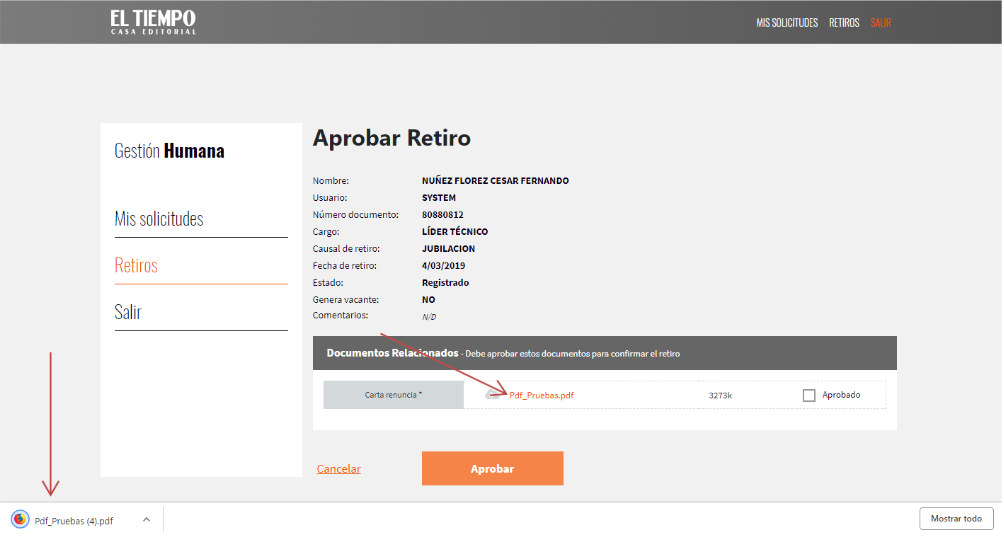 EL TIEMPO
CASA EDITORIAL
MIS SOLICITUDES RETIROS SALIR
Gestión Humana
Mis solicitudes
Retiros
Salir
Aprobar Retiro
Nombre: NUÑEZ FLOREZ CESAR FERNANDO
Usuario: SYSTEM
Número documento: 80880812
Cargo: LÍDER TÉCNICO
Causal de retiro: JUBILACION
Fecha de retiro: 4/03/2019
Estado: Registrado
Genera vacante: NO
Comentarios: N/D
Documentos Relacionados - Debe aprobar estos documentos para confirmar el retiro
Carta renuncia * Pdf_Pruebas.pdf 3273k Aprobado
Cancelar Aprobar
Pdf_Pruebas (4).pdf Mostrar todo